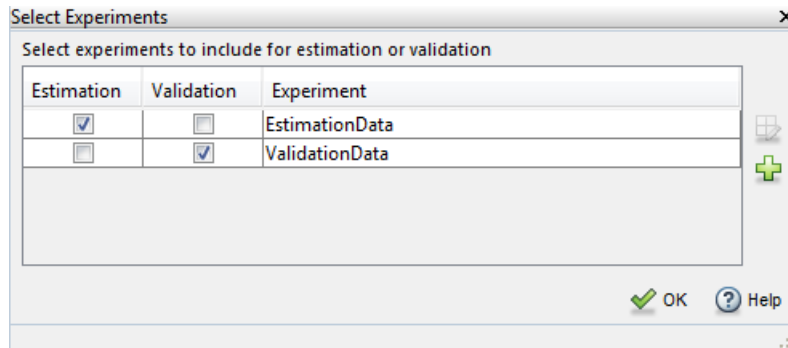 Select Experiments
Select experiments to include for estimation or validation
Estimation Validation Experiment
EstimationData
ValidationData
OK Help